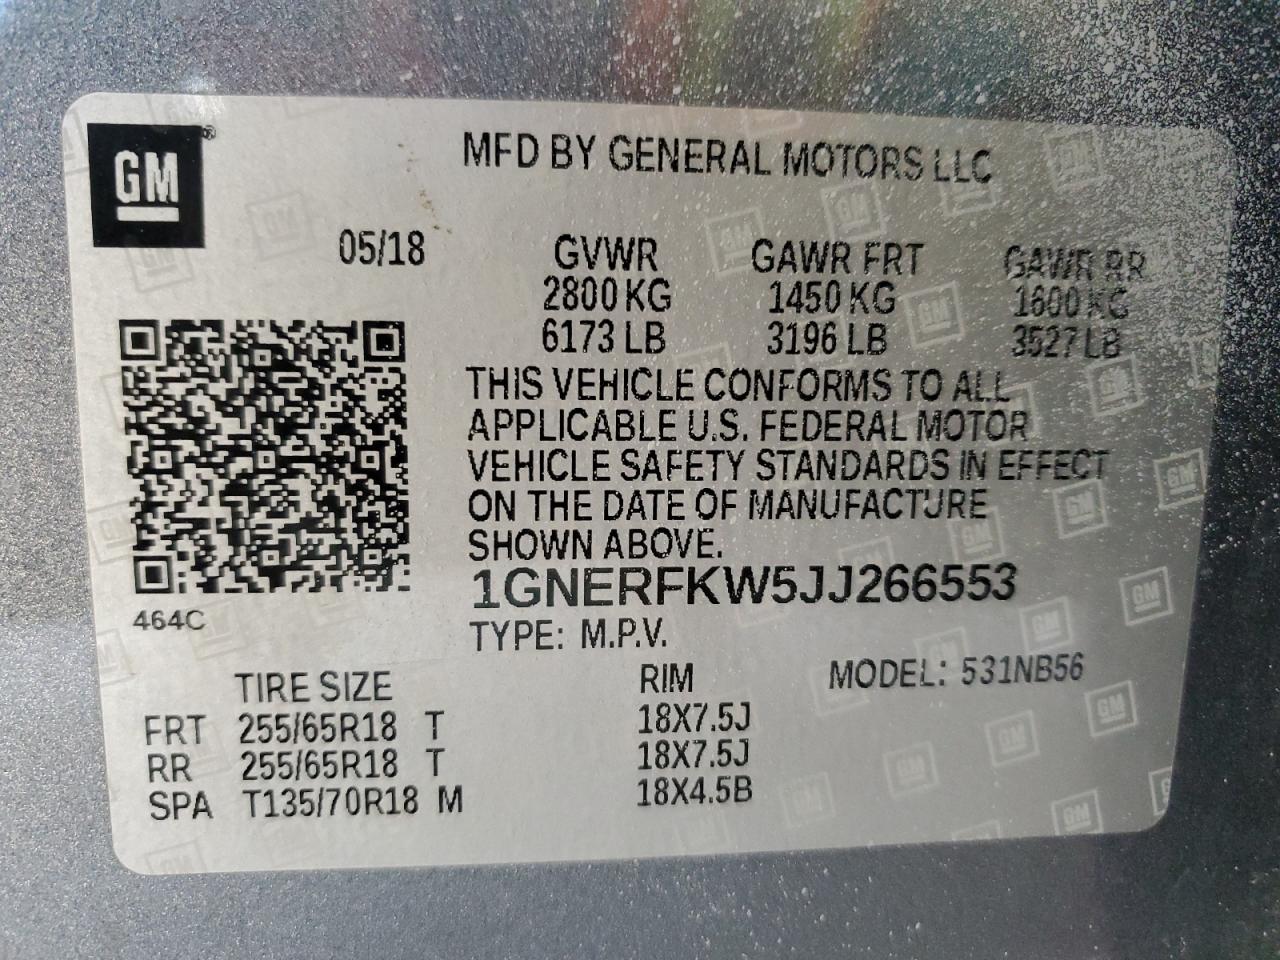 GM®
MFD BY GENERAL MOTORS LLC
05/18 GVWR GAWR FRT GAWR RR
2800 KG 1450 KG 1600 KG
6173 LB 3196 LB 3527 LB
THIS VEHICLE CONFORMS TO ALL
APPLICABLE U.S. FEDERAL MOTOR
VEHICLE SAFETY STANDARDS IN EFFECT
ON THE DATE OF MANUFACTURE
SHOWN ABOVE.
1GNERFKW5JJ266553
464C
TYPE: M.P.V.
TIRE SIZE RIM MODEL: 531NB56
FRT 255/65R18 T 18X7.5J
RR 255/65R18 T 18X7.5J
SPA T135/70R18 M 18X4.5B